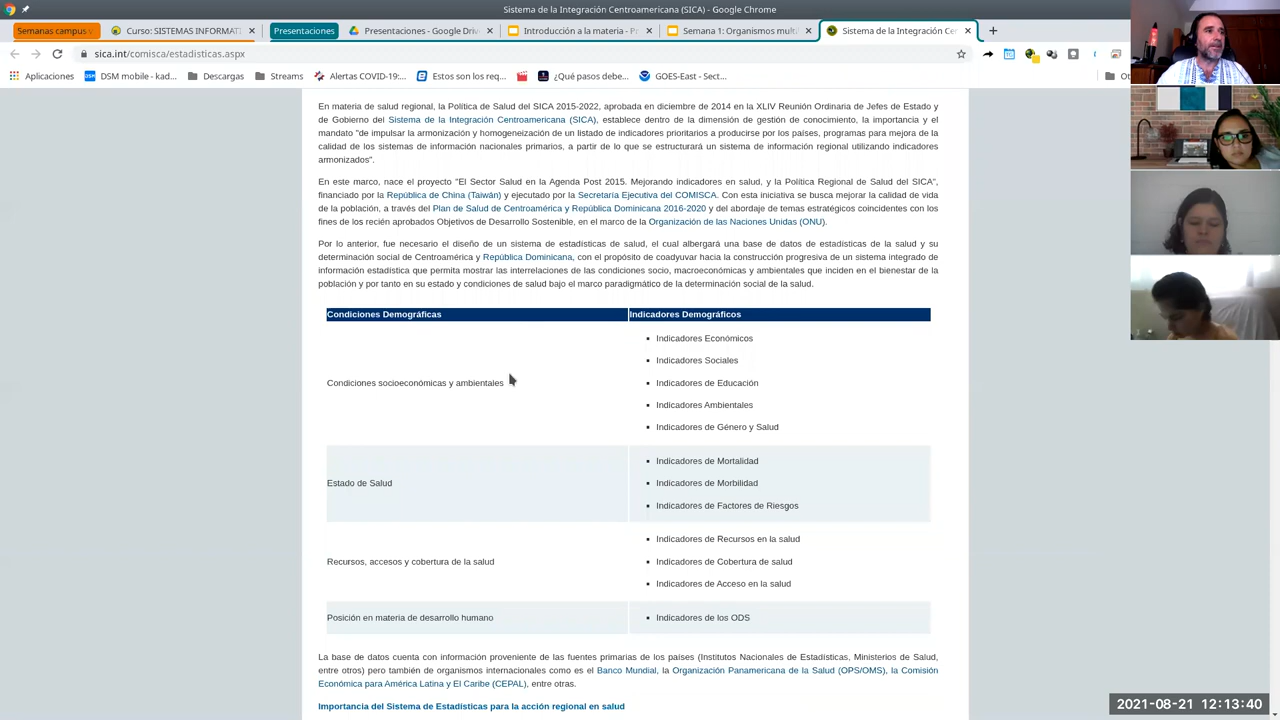 Sistema de la Integración Centroamericana (SICA) - Google Chrome
Semanas campus v
Curso: SISTEMAS INFORMATI
Presentaciones
Presentaciones - Google Drive
Introducción a la materia - Pr
Semana 1: Organismos multi
Sistema de la Integración Cen
sica.int/comisca/estadisticas.aspx
Aplicaciones
DSM mobile - kad...
Descargas
Streams
Alertas COVID-19:...
Estos son los req...
¿Qué pasos debe...
GOES-East - Sect...
En materia de salud regional, la Política de Salud del SICA 2015-2022, aprobada en diciembre de 2014 en la XLIV Reunión Ordinaria de Jefes de Estado y
de Gobierno del Sistema de la Integración Centroamericana (SICA), establece dentro de la dimensión de gestión de conocimiento, la importancia y el
mandato "de impulsar la armonización y homogeneización de un listado de indicadores prioritarios a producirse por los países, programas para mejora de la
calidad de los sistemas de información nacionales primarios, a partir de lo que se estructurará un sistema de información regional utilizando indicadores
armonizados".
En este marco, nace el proyecto "El Sector Salud en la Agenda Post 2015. Mejorando indicadores en salud, y la Política Regional de Salud del SICA",
financiado por la República de China (Taiwán) y ejecutado por la Secretaría Ejecutiva del COMISCA. Con esta iniciativa se busca mejorar la calidad de vida
de la población, a través del Plan de Salud de Centroamérica y República Dominicana 2016-2020 y del abordaje de temas estratégicos coincidentes con los
fines de los recién aprobados Objetivos de Desarrollo Sostenible, en el marco de la Organización de las Naciones Unidas (ONU).
Por lo anterior, fue necesario el diseño de un sistema de estadísticas de salud, el cual albergará una base de datos de estadísticas de la salud y su
determinación social de Centroamérica y República Dominicana, con el propósito de coadyuvar hacia la construcción progresiva de un sistema integrado de
información estadística que permita mostrar las interrelaciones de las condiciones socio, macroeconómicas y ambientales que inciden en el bienestar de la
población y por tanto en su estado y condiciones de salud bajo el marco paradigmático de la determinación social de la salud.
Condiciones Demográficas
Indicadores Demográficos
Condiciones socioeconómicas y ambientales
Indicadores Económicos
Indicadores Sociales
Indicadores de Educación
Indicadores Ambientales
Indicadores de Género y Salud
Estado de Salud
Indicadores de Mortalidad
Indicadores de Morbilidad
Indicadores de Factores de Riesgos
Recursos, accesos y cobertura de la salud
Indicadores de Recursos en la salud
Indicadores de Cobertura de salud
Indicadores de Acceso en la salud
Posición en materia de desarrollo humano
Indicadores de los ODS
La base de datos cuenta con información proveniente de las fuentes primarias de los países (Institutos Nacionales de Estadísticas, Ministerios de Salud,
entre otros) pero también de organismos internacionales como es el Banco Mundial, la Organización Panamericana de la Salud (OPS/OMS), la Comisión
Económica para América Latina y El Caribe (CEPAL), entre otras.
Importancia del Sistema de Estadísticas para la acción regional en salud
2021-08-21 12:13:40